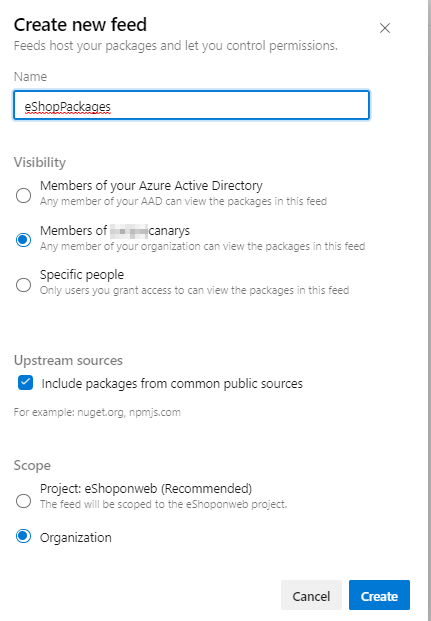 Create new feed
Feeds host your packages and let you control permissions.
Name
eShopPackages
Visibility
Members of your Azure Active Directory
Any member of your AAD can view the packages in this feed
Members of canarys
Any member of your organization can view the packages in this feed
Specific people
Only users you grant access to can view the packages in this feed
Upstream sources
Include packages from common public sources
For example: nuget.org, npmjs.com
Scope
Project: eShoponweb (Recommended)
The feed will be scoped to the eShoponweb project.
Organization
Cancel Create